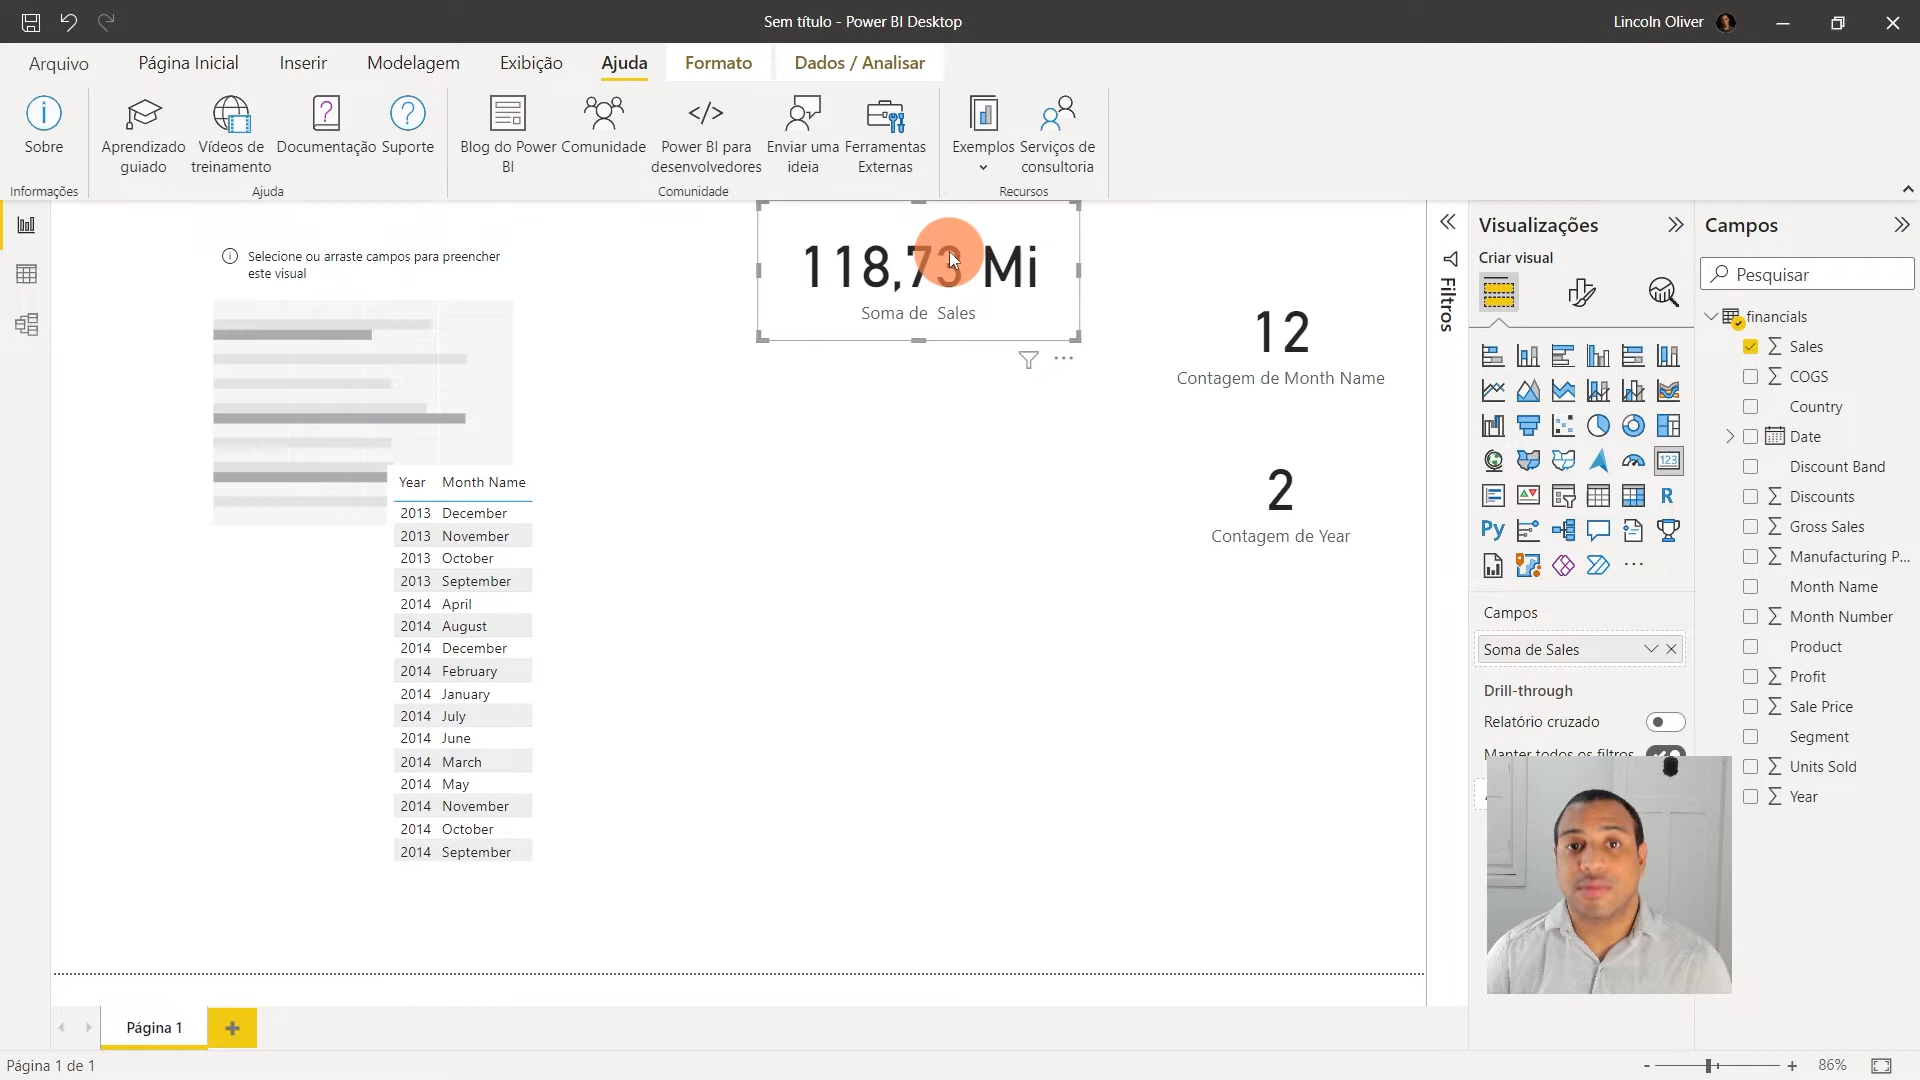 Sem título - Power BI Desktop
Lincoln Oliver
Arquivo
Página Inicial
Inserir
Modelagem
Exibição
Ajuda
Formato
Dados / Analisar
Sobre
Aprendizado
guiado
Vídeos de
treinamento
Documentação
Suporte
Blog do Power
BI
Comunidade
Power BI para
desenvolvedores
Enviar uma
ideia
Ferramentas
Externas
Exemplos
Serviços de
consultoria
Informações
Ajuda
Comunidade
Recursos
Selecione ou arraste campos para preencher
este visual
118,73 Mi
Soma de Sales
12
Contagem de Month Name
2
Contagem de Year
Year Month Name
2013 December
2013 November
2013 October
2013 September
2014 April
2014 August
2014 December
2014 February
2014 January
2014 July
2014 June
2014 March
2014 May
2014 November
2014 October
2014 September
Filtros
Visualizações
Criar visual
123
R
Py
Campos
Soma de Sales
Drill-through
Relatório cruzado
Manter todos os filtros
Campos
Pesquisar
financials
Sales
COGS
Country
Date
Discount Band
Discounts
Gross Sales
Manufacturing P...
Month Name
Month Number
Product
Profit
Sale Price
Segment
Units Sold
Year
Página 1
Página 1 de 1
86%